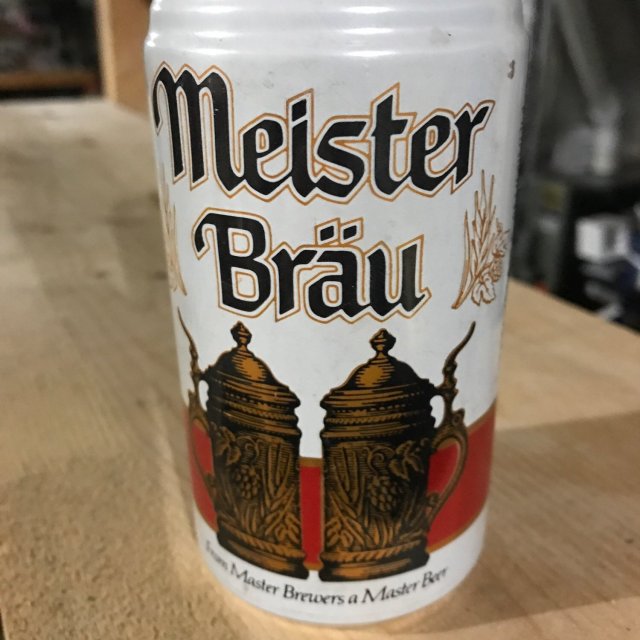 Meister
Bräu
From Master Brewers a Master Beer